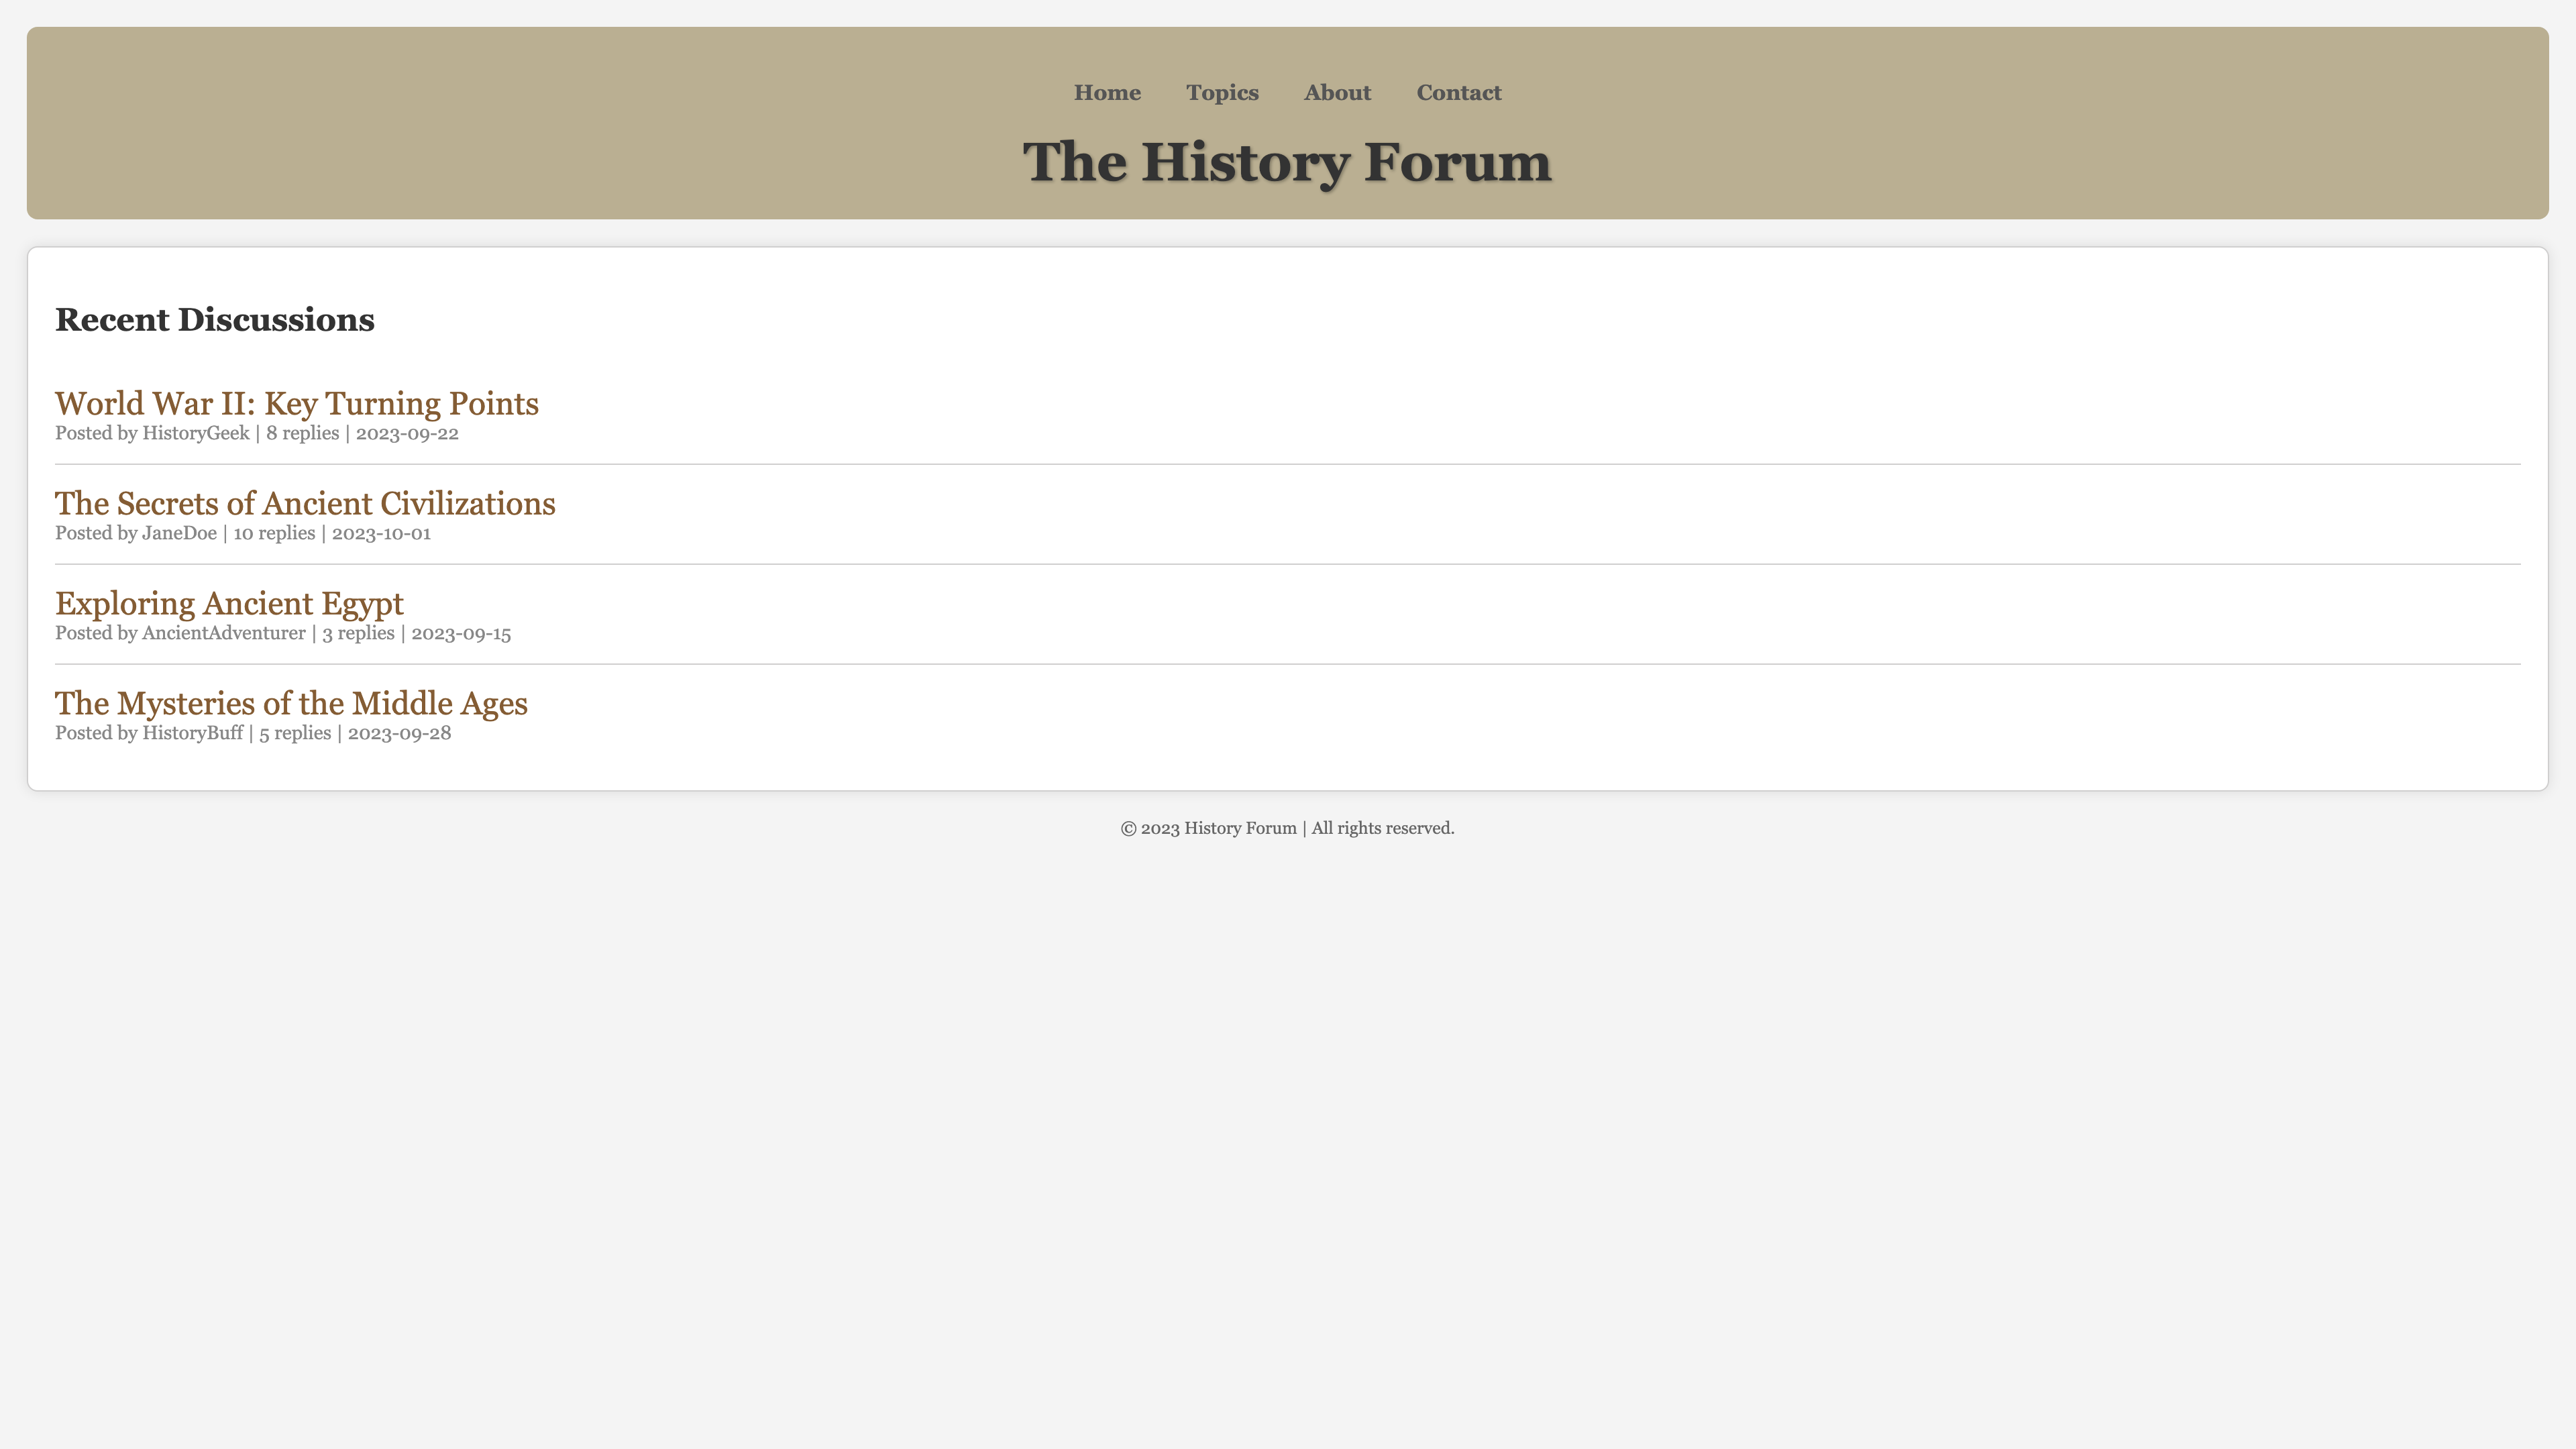 Home Topics About Contact
The History Forum
Recent Discussions
World War II: Key Turning Points
Posted by HistoryGeek | 8 replies | 2023-09-22
The Secrets of Ancient Civilizations
Posted by JaneDoe | 10 replies | 2023-10-01
Exploring Ancient Egypt
Posted by AncientAdventurer | 3 replies | 2023-09-15
The Mysteries of the Middle Ages
Posted by HistoryBuff | 5 replies | 2023-09-28
© 2023 History Forum | All rights reserved.